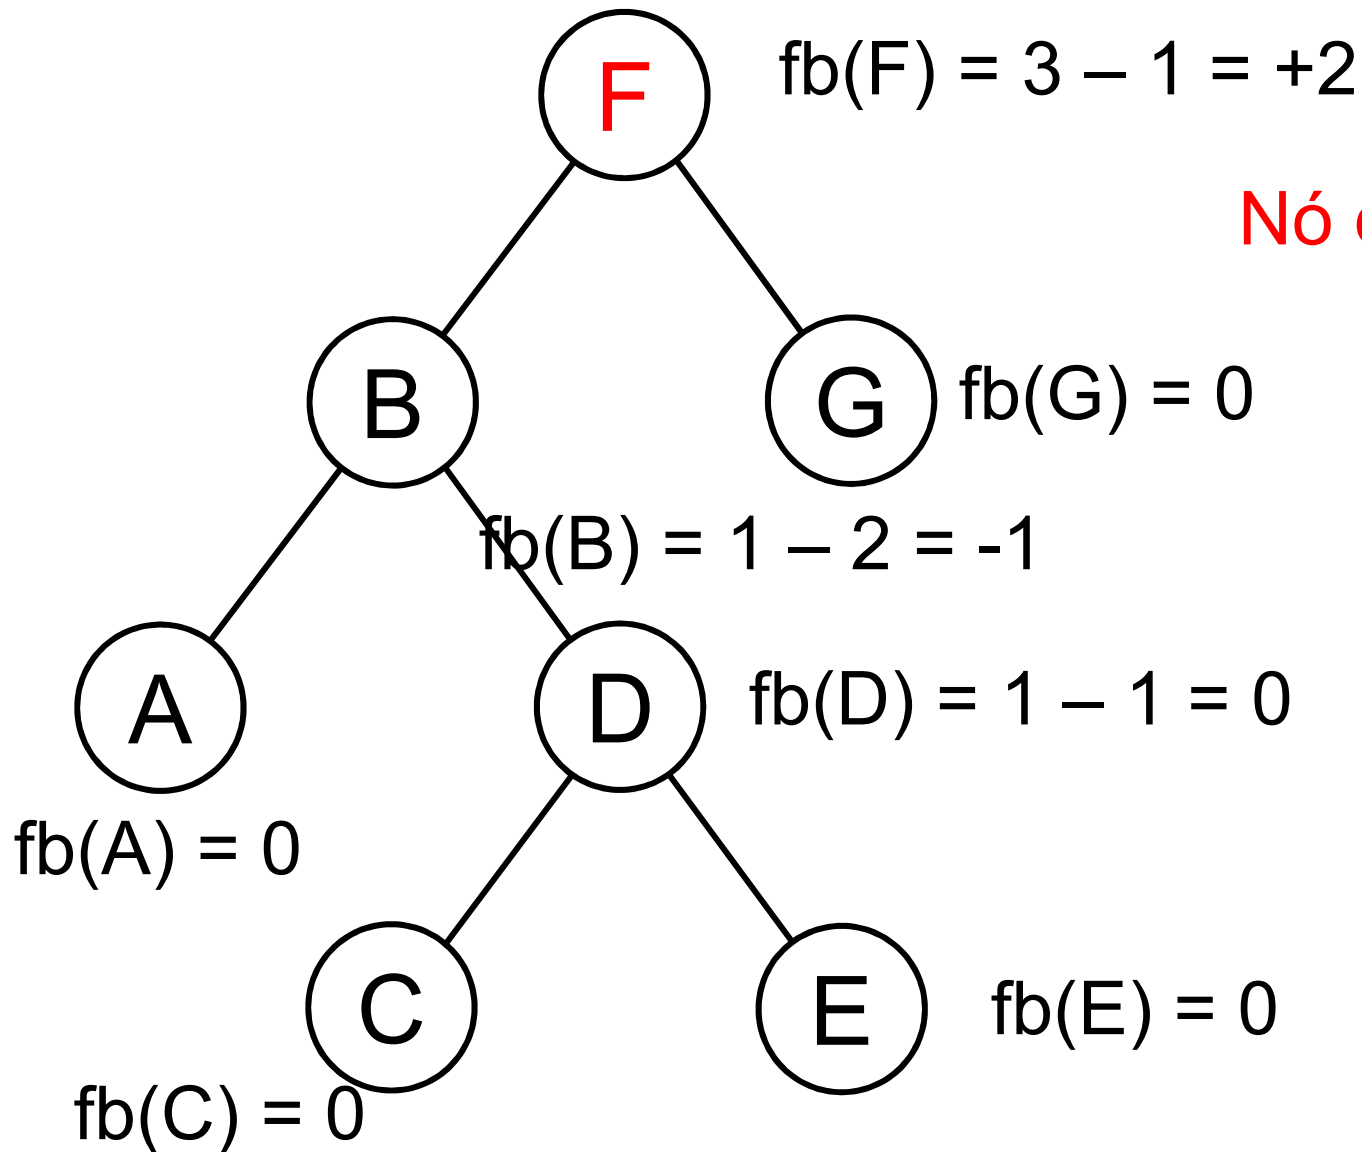 F
fb(F) = 3 – 1 = +2
Nó
B
G
fb(G) = 0
fb(B) = 1 – 2 = -1
A
D
fb(D) = 1 – 1 = 0
fb(A) = 0
C
E
fb(E) = 0
fb(C) = 0